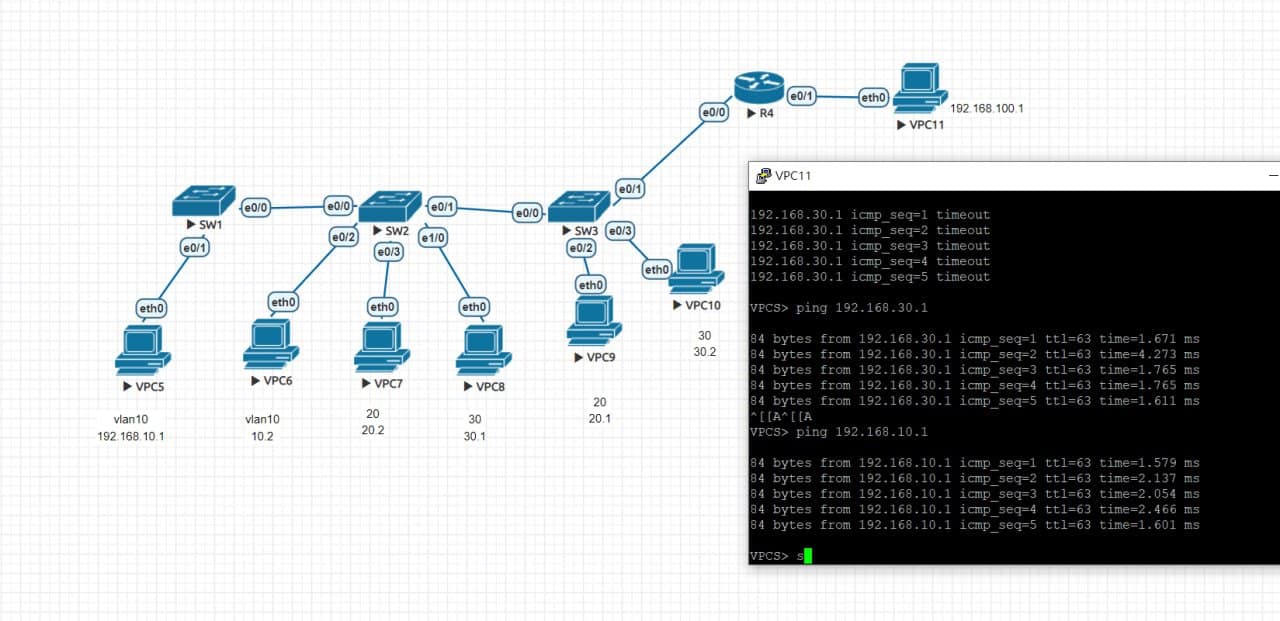 e0/1
eth0
192.168.100.1
e0/0
▶ R4
▶ VPC11
e0/1
e0/0
e0/0
e0/1
e0/0
▶ SW1
▶ SW2
▶ SW3
e0/3
e0/1
e0/2
e0/3
e1/0
e0/2
eth0
eth0
eth0
eth0
eth0
eth0
▶ VPC10
▶ VPC5
▶ VPC6
▶ VPC7
▶ VPC8
▶ VPC9
30
30.2
vlan10
192.168.10.1
vlan10
10.2
20
20.2
30
30.1
20
20.1
VPC11
192.168.30.1 icmp_seq=1 timeout
192.168.30.1 icmp_seq=2 timeout
192.168.30.1 icmp_seq=3 timeout
192.168.30.1 icmp_seq=4 timeout
192.168.30.1 icmp_seq=5 timeout
VPCS> ping 192.168.30.1
84 bytes from 192.168.30.1 icmp_seq=1 ttl=63 time=1.671 ms
84 bytes from 192.168.30.1 icmp_seq=2 ttl=63 time=4.273 ms
84 bytes from 192.168.30.1 icmp_seq=3 ttl=63 time=1.765 ms
84 bytes from 192.168.30.1 icmp_seq=4 ttl=63 time=1.765 ms
84 bytes from 192.168.30.1 icmp_seq=5 ttl=63 time=1.611 ms
^[[A^[[A
VPCS> ping 192.168.10.1
84 bytes from 192.168.10.1 icmp_seq=1 ttl=63 time=1.579 ms
84 bytes from 192.168.10.1 icmp_seq=2 ttl=63 time=2.137 ms
84 bytes from 192.168.10.1 icmp_seq=3 ttl=63 time=2.054 ms
84 bytes from 192.168.10.1 icmp_seq=4 ttl=63 time=2.466 ms
84 bytes from 192.168.10.1 icmp_seq=5 ttl=63 time=1.601 ms
VPCS> s